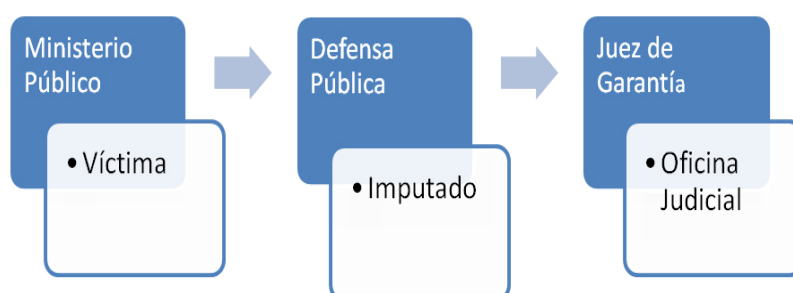 Ministerio
Público
• Víctima
Defensa
Pública
• Imputado
Juez de
Garantía
• Oficina
Judicial